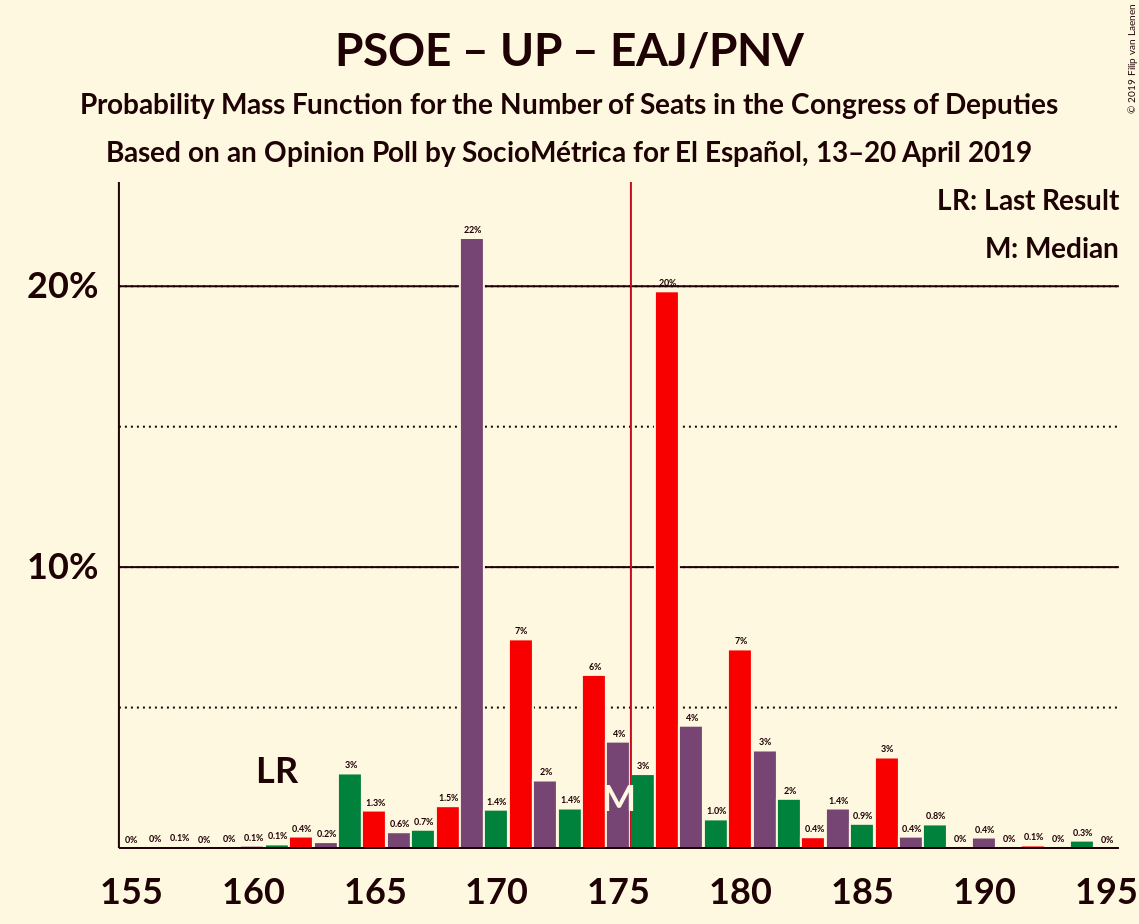 PSOE – UP – EAJ/PNV
Probability Mass Function for the Number of Seats in the Congress of Deputies
Based on an Opinion Poll by SocioMétrica for El Español, 13–20 April 2019
© 2019 Filip van Laenen
LR: Last Result
M: Median
20%
10%
LR
M
0% 0% 0.1% 0% 0% 0.1% 0.1% 0.4% 0.2% 3% 1.3% 0.6% 0.7% 1.5% 22% 1.4% 7% 2% 1.4% 6% 4% 3% 20% 4% 1.0% 7% 3% 2% 0.4% 1.4% 0.9% 3% 0.4% 0.8% 0% 0.4% 0% 0.1% 0% 0.3% 0%
155 160 165 170 175 180 185 190 195